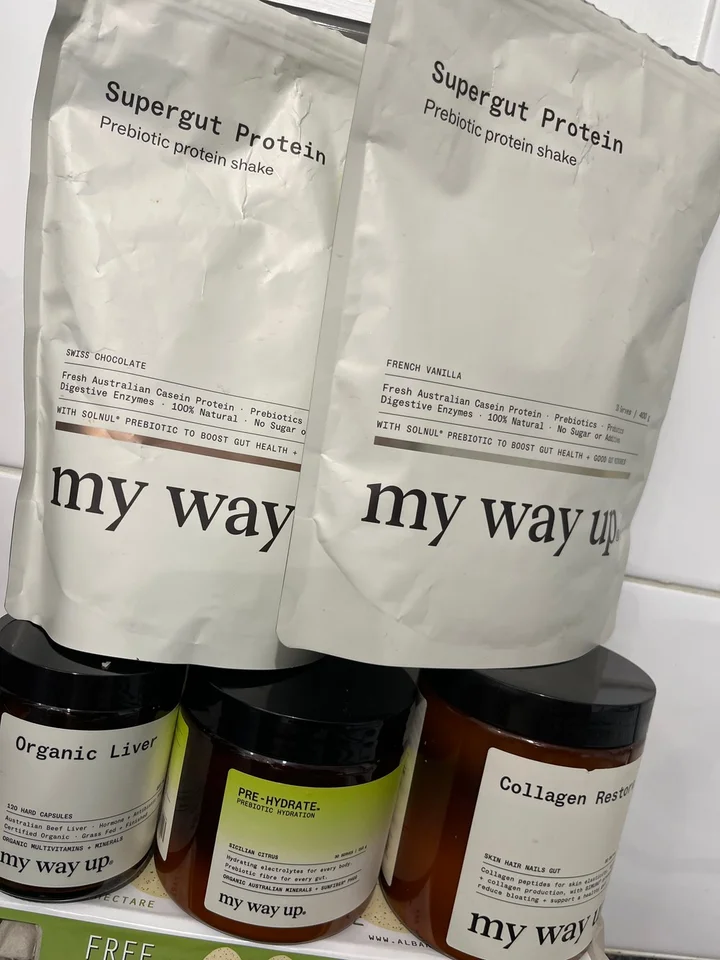 Supergut Protein
Prebiotic protein shake
SWISS CHOCOLATE
Fresh Australian Casein Protein · Prebiotics
Digestive Enzymes · 100% Natural · No Sugar o
WITH SOLNUL® PREBIOTIC TO BOOST GUT HEALTH +
my way
Supergut Protein
Prebiotic protein shake
FRENCH VANILLA
Fresh Australian Casein Protein · Prebiotics ·
Digestive Enzymes · 100% Natural · No Sugar or
WITH SOLNUL® PREBIOTIC TO BOOST GUT HEALTH +
my way up
Organic Liver
120 HARD CAPSULES
Australian Beef Liver · Hormone +
Certified Organic · Grass Fed +
ORGANIC MULTIVITAMINS + MINERALS
my way up®
PRE-HYDRATE
PREBIOTIC HYDRATION
SICILIAN CITRUS
Hydrating electrolytes for every body.
Prebiotic fibre for every gut.
ORGANIC AUSTRALIAN MINERALS + SUNFIBER®
my way up®
Collagen Restor
SKIN HAIR NAILS GUT
Collagen peptides for skin
+ collagen production, with
reduce bloating + support
my way u
NECTARE
FREE
WWW.ALBA